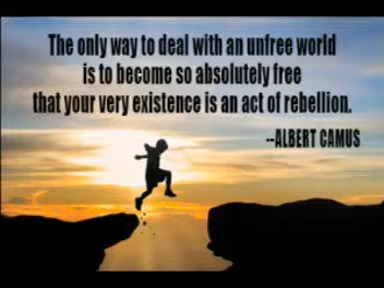 The only way to deal with an unfree world
is to become so absolutely free
that your very existence is an act of rebellion.
--ALBERT CAMUS